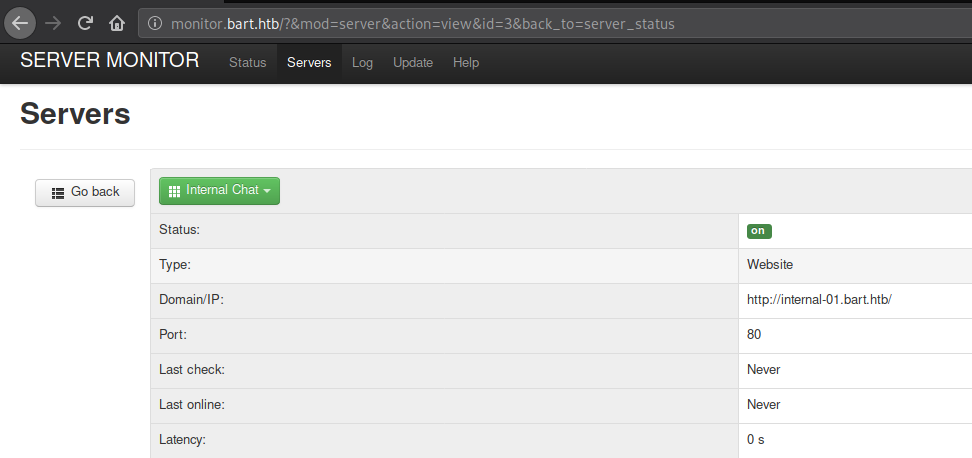 monitor.bart.htb/?&mod=server&action=view&id=3&back_to=server_status
SERVER MONITOR Status Servers Log Update Help
Servers
Go back
Internal Chat
Status: on
Type: Website
Domain/IP: http://internal-01.bart.htb/
Port: 80
Last check: Never
Last online: Never
Latency: 0 s